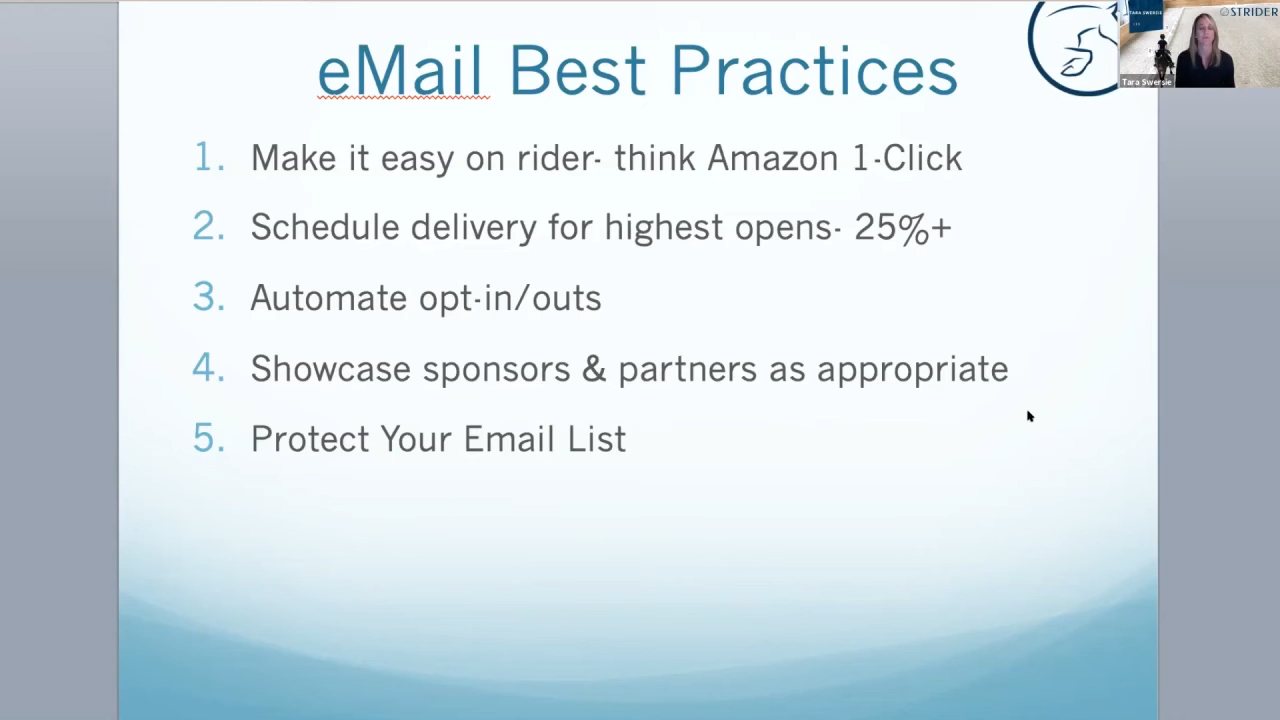 eMail Best Practices
1. Make it easy on rider- think Amazon 1-Click
2. Schedule delivery for highest opens- 25%+
3. Automate opt-in/outs
4. Showcase sponsors & partners as appropriate
5. Protect Your Email List
TARA SWERSIE
STRIDER
Tara Swersie